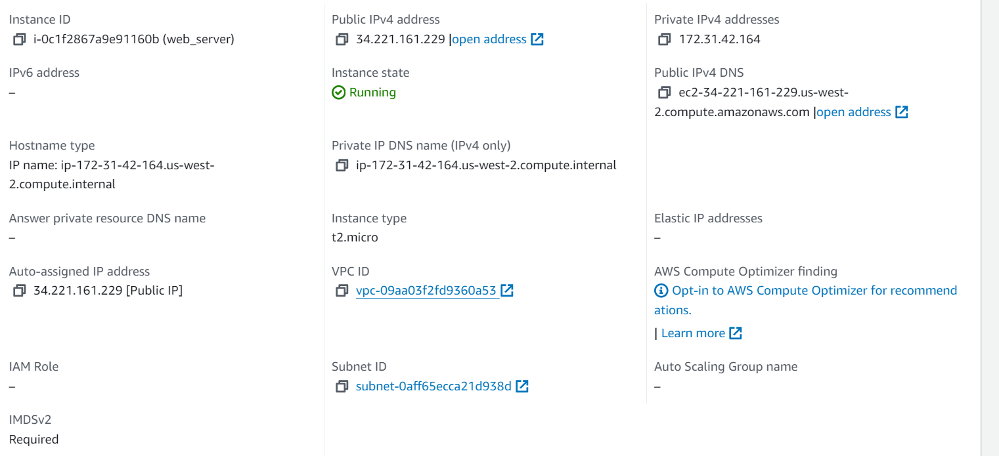 Instance ID
i-0c1f2867a9e91160b (web_server)
Public IPv4 address
34.221.161.229 |open address
Private IPv4 addresses
172.31.42.164
IPv6 address
–
Instance state
Running
Public IPv4 DNS
ec2-34-221-161-229.us-west-
2.compute.amazonaws.com |open address
Hostname type
IP name: ip-172-31-42-164.us-west-
2.compute.internal
Private IP DNS name (IPv4 only)
ip-172-31-42-164.us-west-2.compute.internal
Answer private resource DNS name
–
Instance type
t2.micro
Elastic IP addresses
–
Auto-assigned IP address
34.221.161.229 [Public IP]
VPC ID
vpc-09aa03f2fd9360a53
AWS Compute Optimizer finding
Opt-in to AWS Compute Optimizer for recommend
ations.
| Learn more
IAM Role
–
Subnet ID
subnet-0aff65ecca21d938d
Auto Scaling Group name
–
IMDSv2
Required